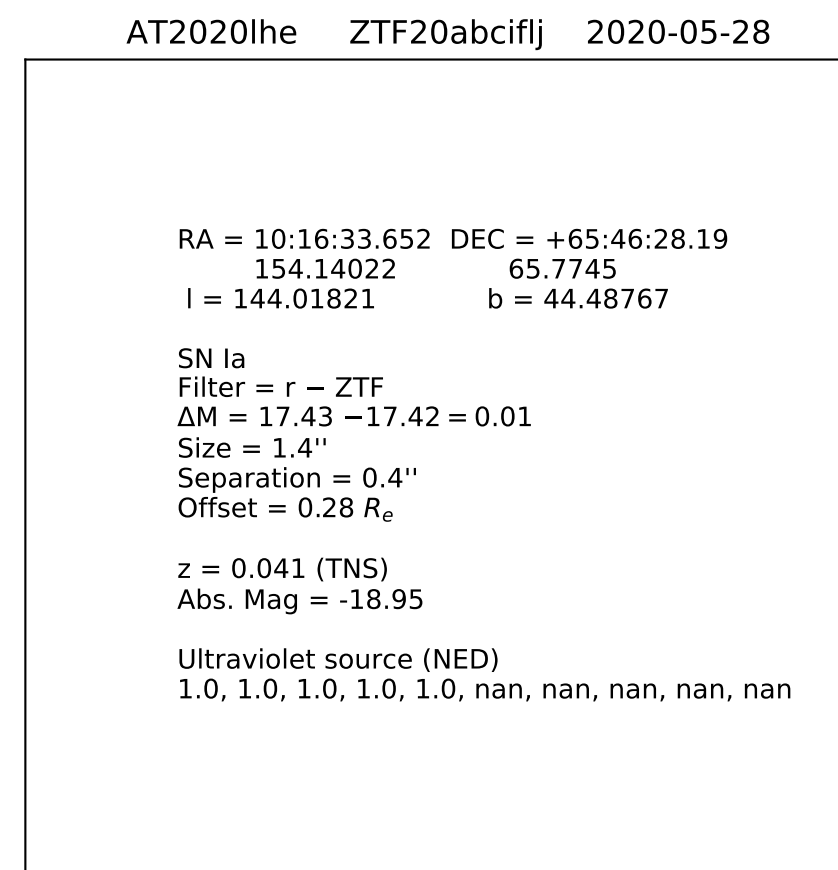 AT2020lhe ZTF20abciflj 2020-05-28
RA = 10:16:33.652 DEC = +65:46:28.19
154.14022 65.7745
l = 144.01821 b = 44.48767
SN Ia
Filter = r − ZTF
ΔM = 17.43 −17.42 = 0.01
Size = 1.4''
Separation = 0.4''
Offset = 0.28 Re
z = 0.041 (TNS)
Abs. Mag = -18.95
Ultraviolet source (NED)
1.0, 1.0, 1.0, 1.0, 1.0, nan, nan, nan, nan, nan